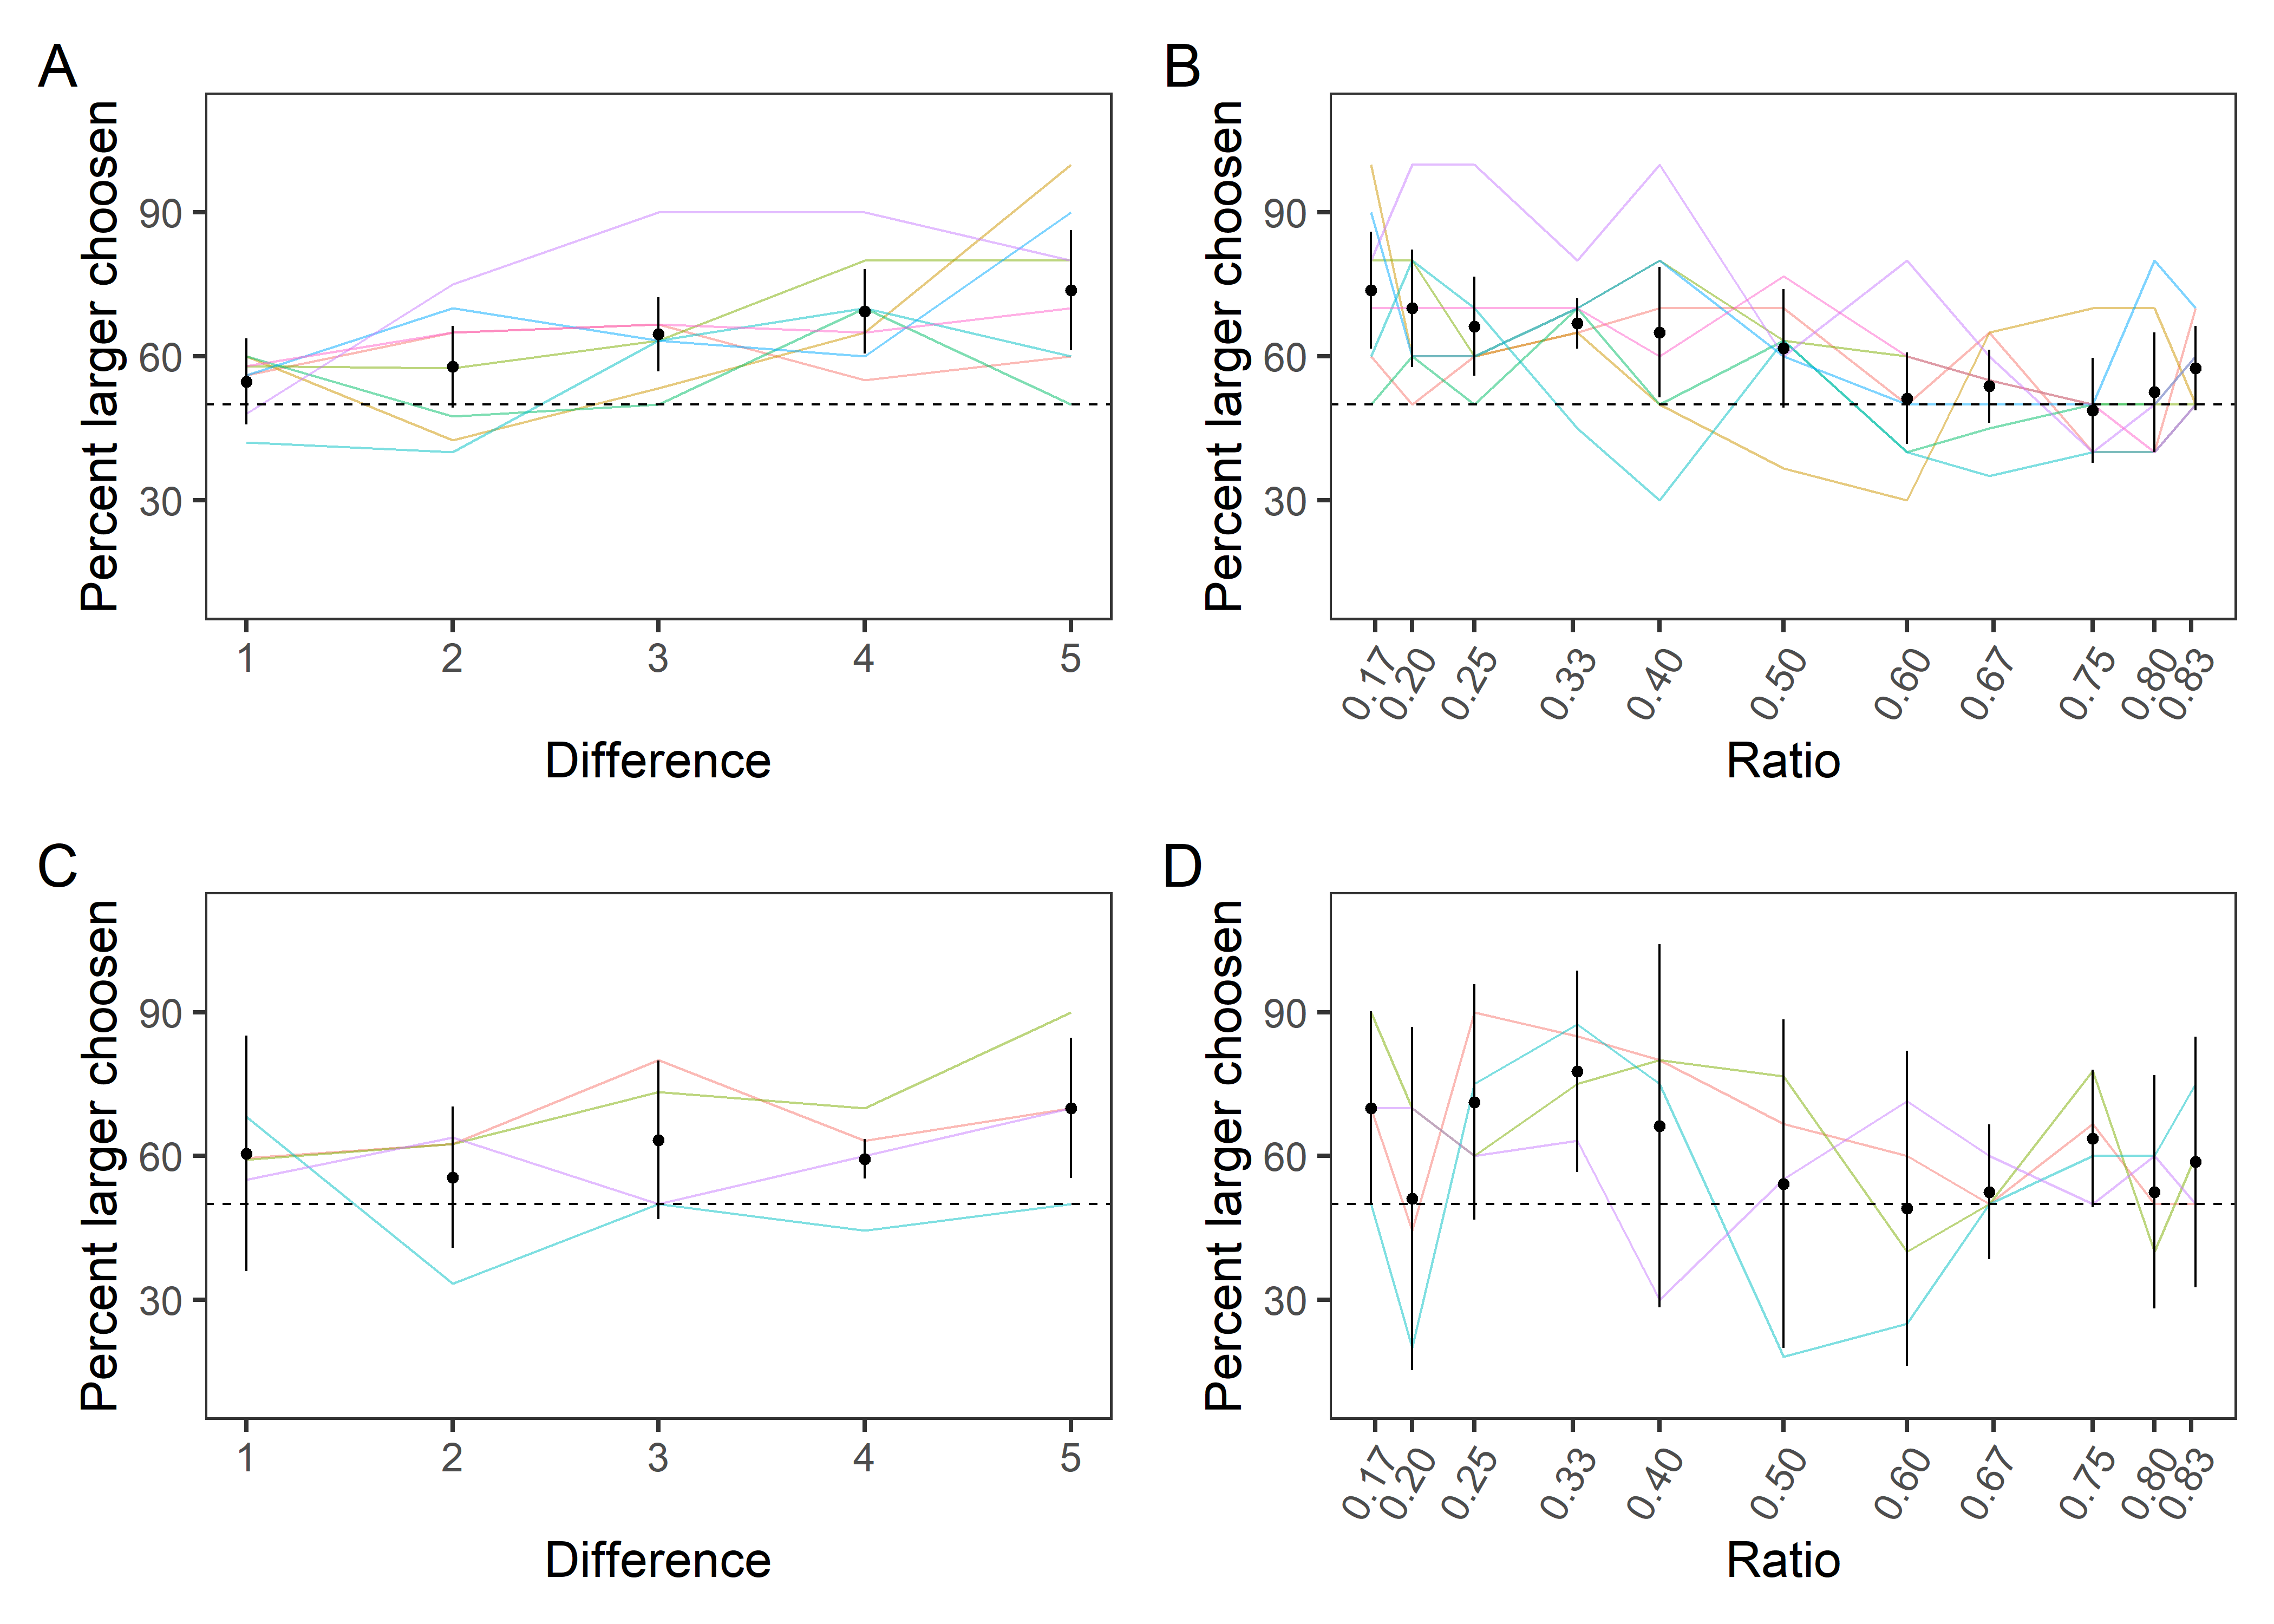 A
Percent larger choosen
90
60
30
1 2 3 4 5
Difference
B
Percent larger choosen
90
60
30
0.17 0.20 0.25 0.33 0.40 0.50 0.60 0.67 0.75 0.80 0.83
Ratio
C
Percent larger choosen
90
60
30
1 2 3 4 5
Difference
D
Percent larger choosen
90
60
30
0.17 0.20 0.25 0.33 0.40 0.50 0.60 0.67 0.75 0.80 0.83
Ratio